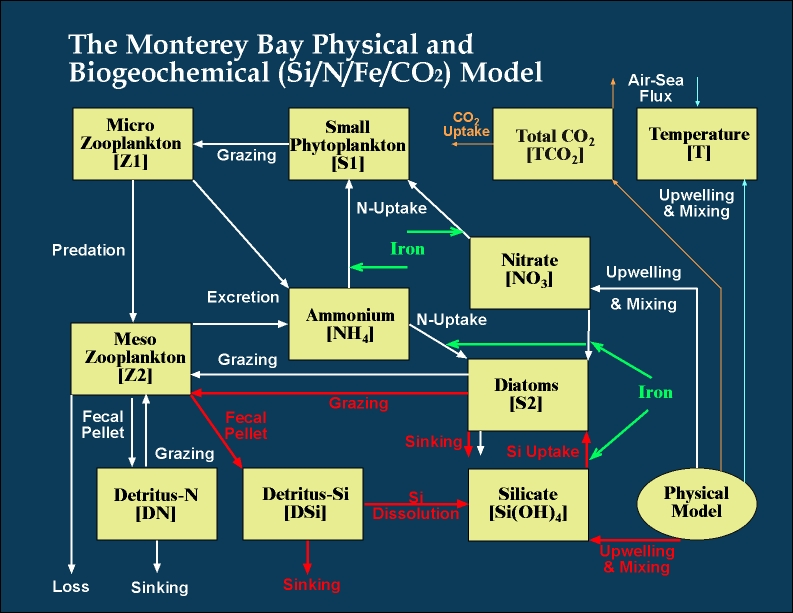 The Monterey Bay Physical and
Biogeochemical (Si/N/Fe/CO2) Model
Air-Sea
Flux
Micro
Zooplankton
[Z1]
Grazing
Small
Phytoplankton
[S1]
CO2
Uptake
Total CO2
[TCO2]
Temperature
[T]
Upwelling
& Mixing
N-Uptake
Predation
Iron
Nitrate
[NO3]
Upwelling
& Mixing
Excretion
Ammonium
[NH4]
N-Uptake
Meso
Zooplankton
[Z2]
Grazing
Diatoms
[S2]
Iron
Grazing
Fecal
Pellet
Fecal
Pellet
Grazing
Sinking
Si Uptake
Detritus-N
[DN]
Detritus-Si
[DSi]
Si
Dissolution
Silicate
[Si(OH)4]
Physical
Model
Upwelling
& Mixing
Loss
Sinking
Sinking